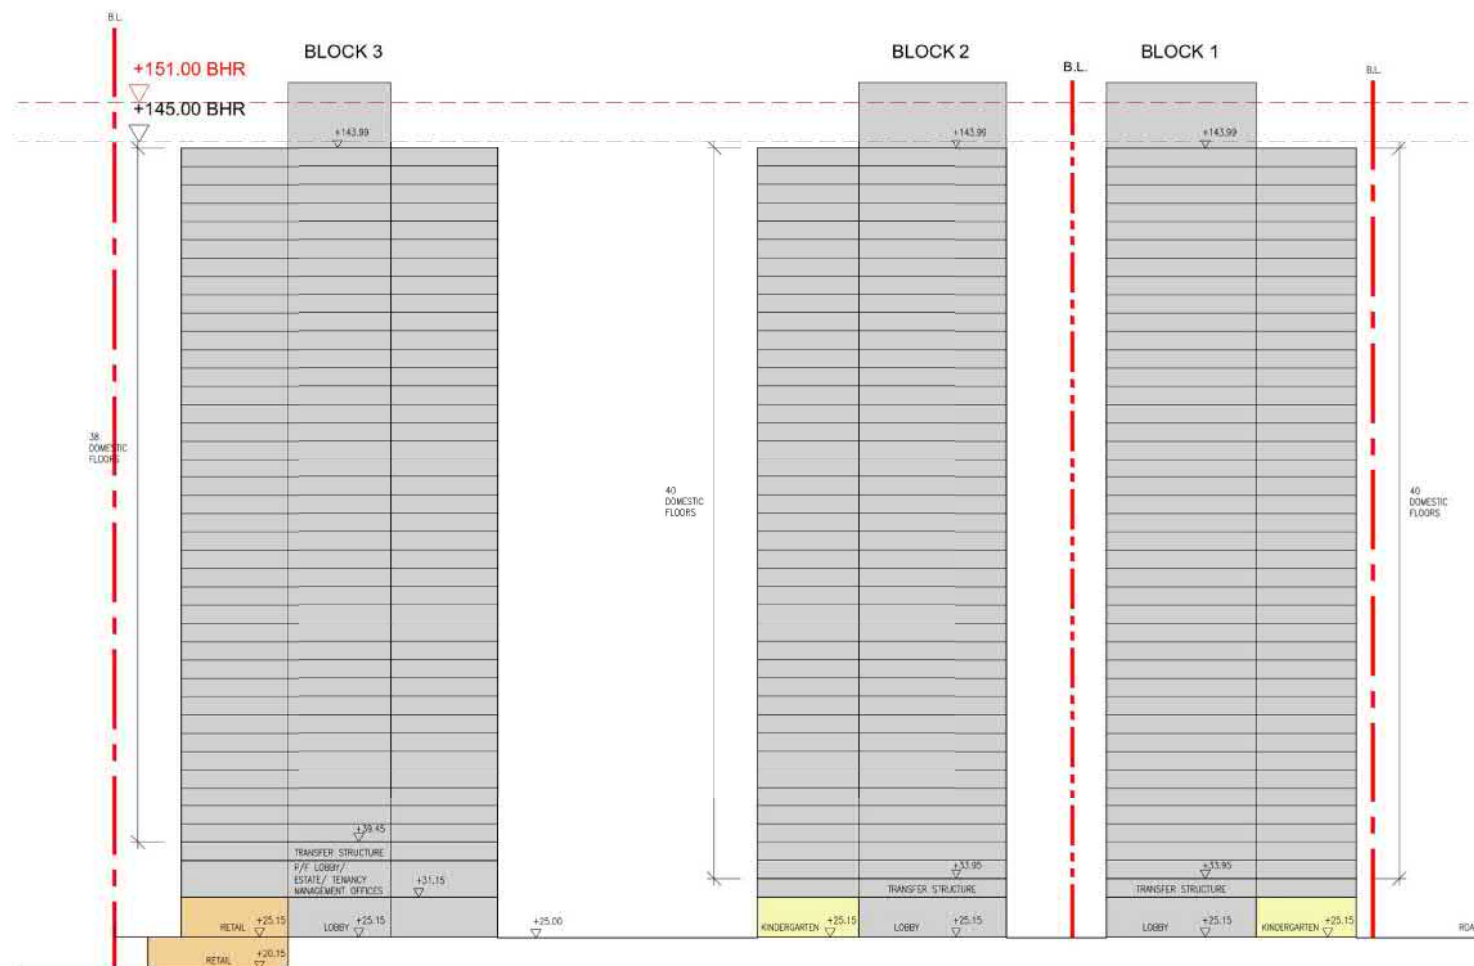 B.L.
BLOCK 3
BLOCK 2
BLOCK 1
B.L.
B.L.
+151.00 BHR
+145.00 BHR
+143.99
+143.99
+143.99
38
DOMESTIC
FLOORS
40
DOMESTIC
FLOORS
40
DOMESTIC
FLOORS
+39.45
TRANSFER STRUCTURE
P/F LOBBY/
ESTATE/ TENANCY
MANAGEMENT OFFICES
+31.15
+33.95
TRANSFER STRUCTURE
+33.95
TRANSFER STRUCTURE
RETAIL +25.15
LOBBY +25.15
+25.00
KINDERGARTEN +25.15
LOBBY +25.15
LOBBY +25.15
KINDERGARTEN +25.15
ROA
RETAIL +20.15